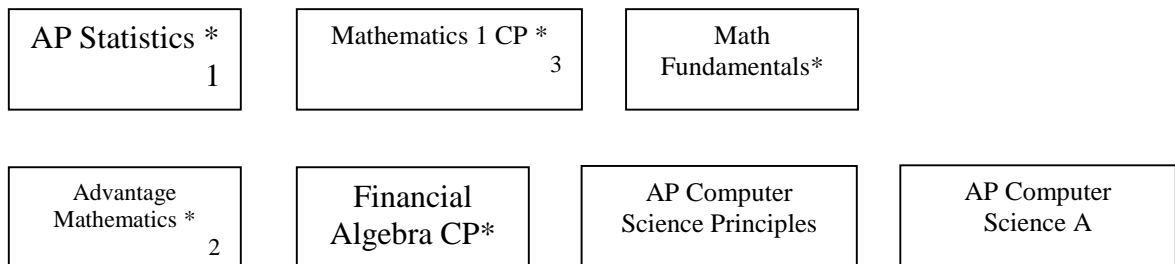 AP Statistics *
1
Mathematics 1 CP *
3
Math
Fundamentals*
Advantage
Mathematics *
2
Financial
Algebra CP*
AP Computer
Science Principles
AP Computer
Science A